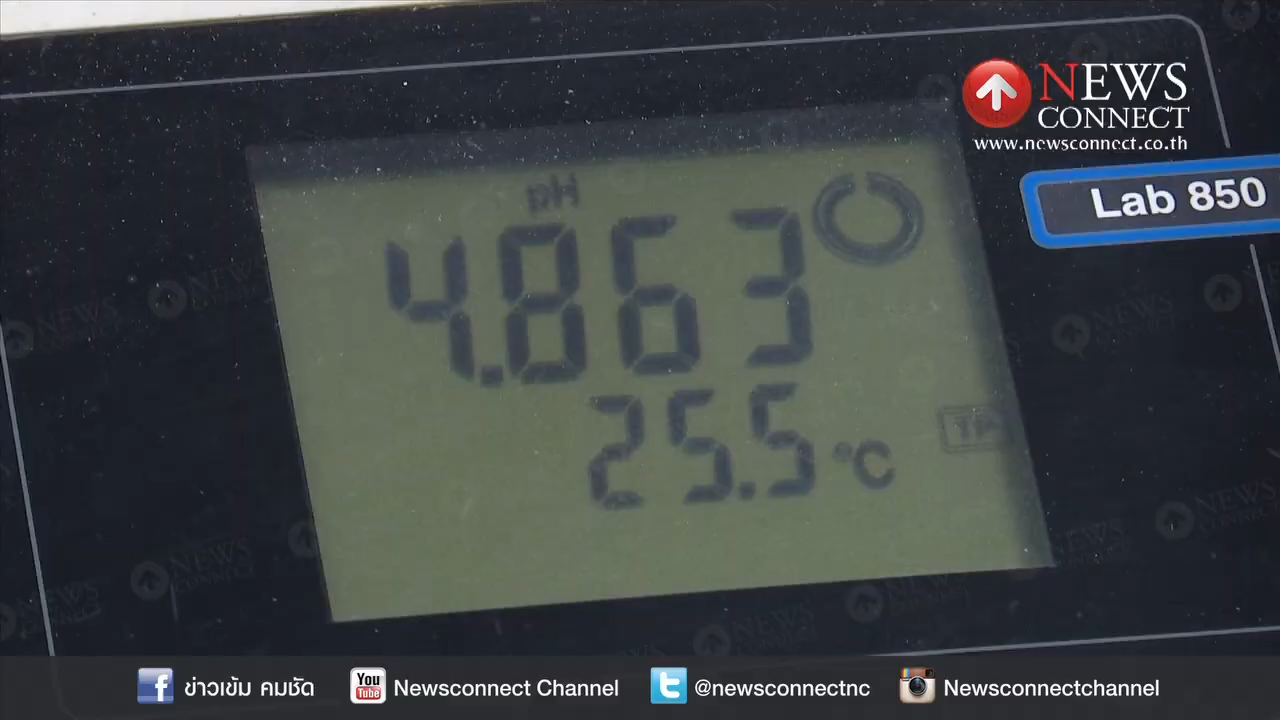 NEWS
CONNECT
www.newsconnect.co.th
Lab 850
pH
4.863
25.5 °C
TP
ข่าวเข้ม คมชัด
You Tube Newsconnect Channel
@newsconnectnc
Newsconnectchannel